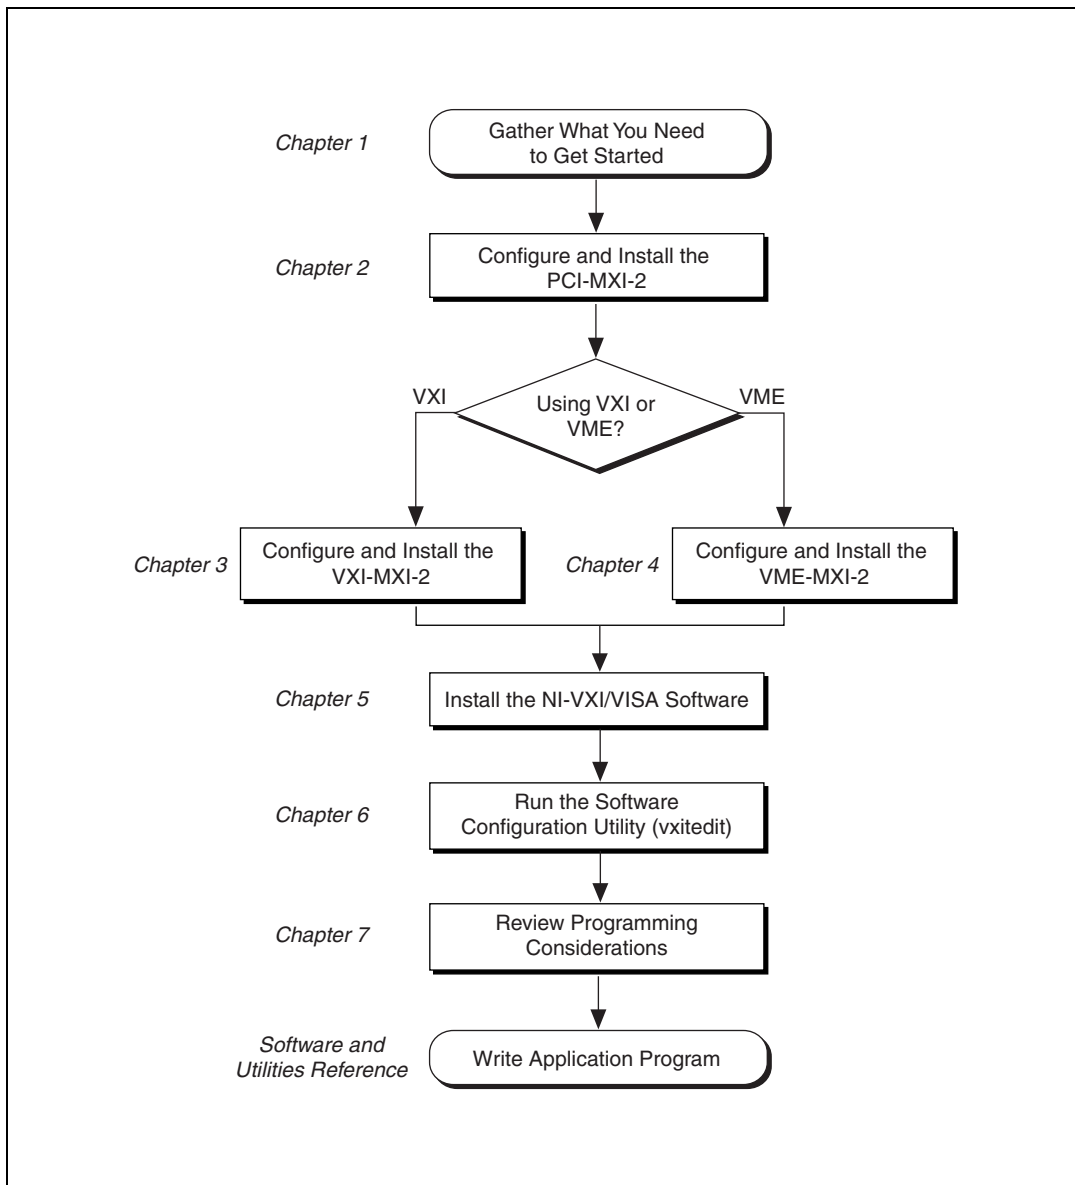 Chapter 1
Gather What You Need
to Get Started
Chapter 2
Configure and Install the
PCI-MXI-2
VXI
Using VXI or
VME?
VME
Chapter 3
Configure and Install the
VXI-MXI-2
Chapter 4
Configure and Install the
VME-MXI-2
Chapter 5
Install the NI-VXI/VISA Software
Chapter 6
Run the Software
Configuration Utility (vxitedit)
Chapter 7
Review Programming
Considerations
Software and
Utilities Reference
Write Application Program